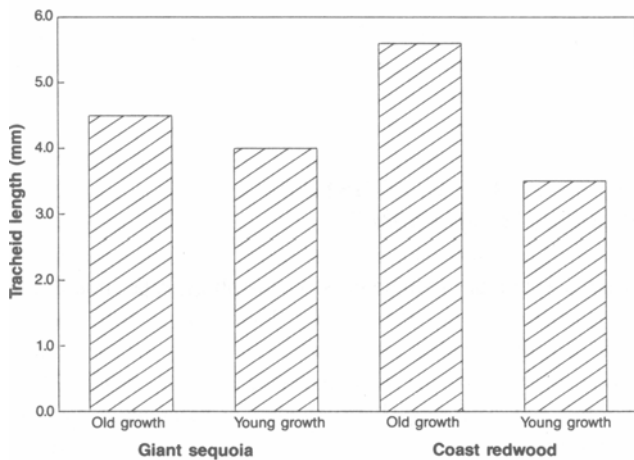 6.0
5.0
4.0
3.0
2.0
1.0
0.0
Tracheid length (mm)
Old growth Young growth Old growth Young growth
Giant sequoia Coast redwood